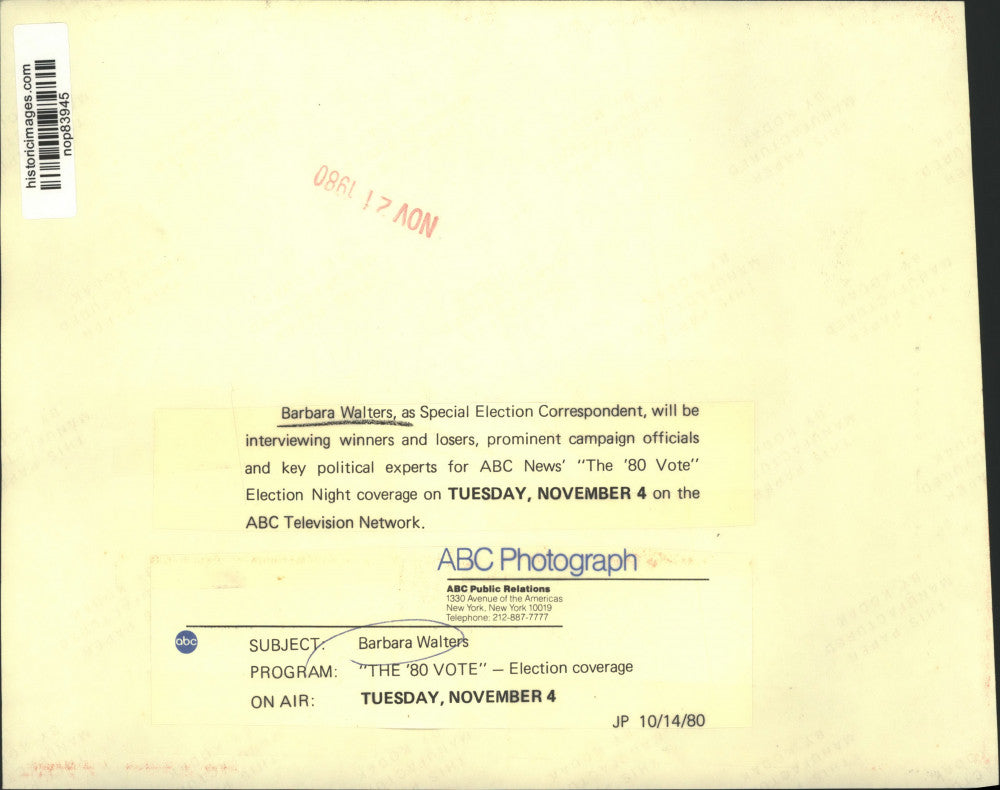 historicimages.com
nop83945
NOV 21 1980
Barbara Walters, as Special Election Correspondent, will be
interviewing winners and losers, prominent campaign officials
and key political experts for ABC News' "The '80 Vote"
Election Night coverage on TUESDAY, NOVEMBER 4 on the
ABC Television Network.
ABC Photograph
ABC Public Relations
1330 Avenue of the Americas
New York, New York 10019
Telephone: 212-887-7777
abc
SUBJECT: Barbara Walters
PROGRAM: "THE '80 VOTE" – Election coverage
ON AIR: TUESDAY, NOVEMBER 4
JP 10/14/80